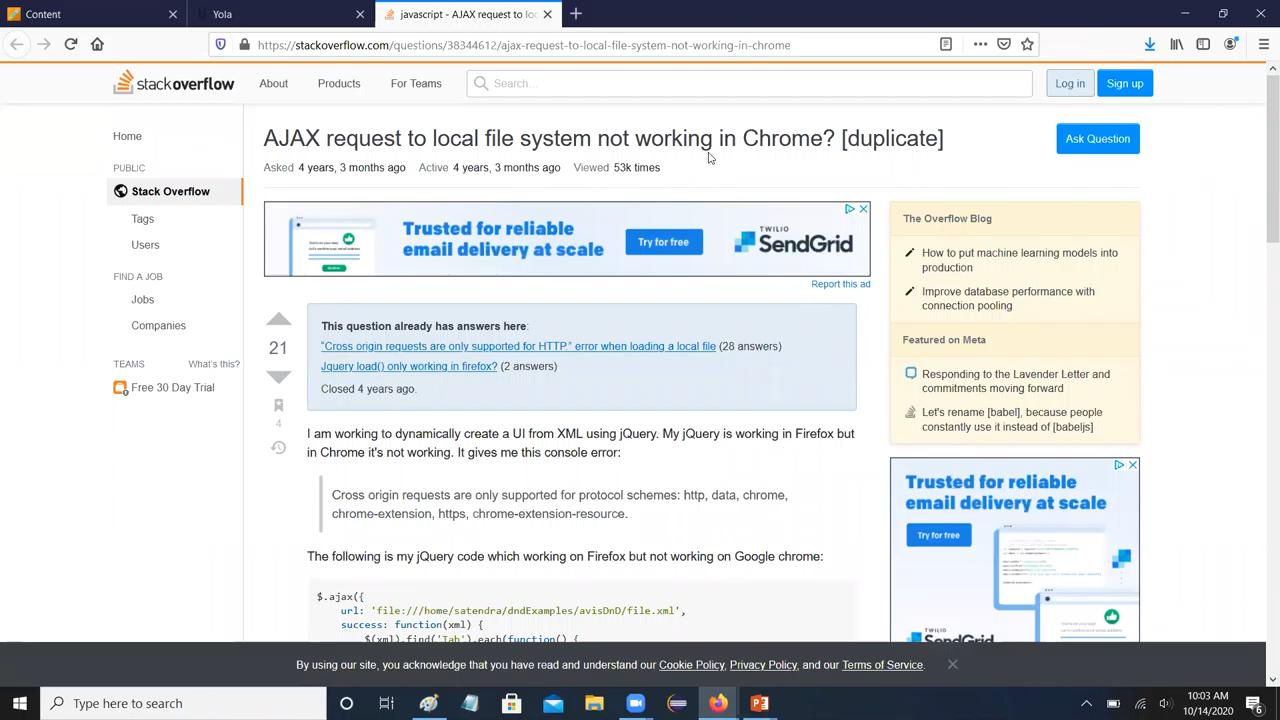 Content
Yola
javascript - AJAX request to loc
https://stackoverflow.com/questions/38344612/ajax-request-to-local-file-system-not-working-in-chrome
stackoverflow
About
Products
For Teams
Search...
Log in
Sign up
Home
PUBLIC
Stack Overflow
Tags
Users
FIND A JOB
Jobs
Companies
TEAMS
What's this?
Free 30 Day Trial
AJAX request to local file system not working in Chrome? [duplicate]
Ask Question
Asked 4 years, 3 months ago Active 4 years, 3 months ago Viewed 53k times
Trusted for reliable
email delivery at scale
Try for free
TWILIO
SendGrid
Report this ad
21
4
This question already has answers here:
"Cross origin requests are only supported for HTTP." error when loading a local file (28 answers)
Jquery load() only working in firefox? (2 answers)
Closed 4 years ago.
I am working to dynamically create a UI from XML using jQuery. My jQuery is working in Firefox but
in Chrome it's not working. It gives me this console error:
Cross origin requests are only supported for protocol schemes: http, data, chrome,
chrome-extension, https, chrome-extension-resource.
The following is my jQuery code which working on Firefox but not working on Google chrome:
$.ajax({
url: 'file:///home/satendra/dndExamples/avisDnD/file.xml',
success: function(xml) {
$(xml).find('Tab').each(function() {
The Overflow Blog
How to put machine learning models into
production
Improve database performance with
connection pooling
Featured on Meta
Responding to the Lavender Letter and
commitments moving forward
Let's rename [babel], because people
constantly use it instead of [babeljs]
Trusted for reliable
email delivery at scale
Try for free
TWILIO
SendGrid
By using our site, you acknowledge that you have read and understand our Cookie Policy, Privacy Policy, and our Terms of Service.
Type here to search
10:03 AM
10/14/2020
6